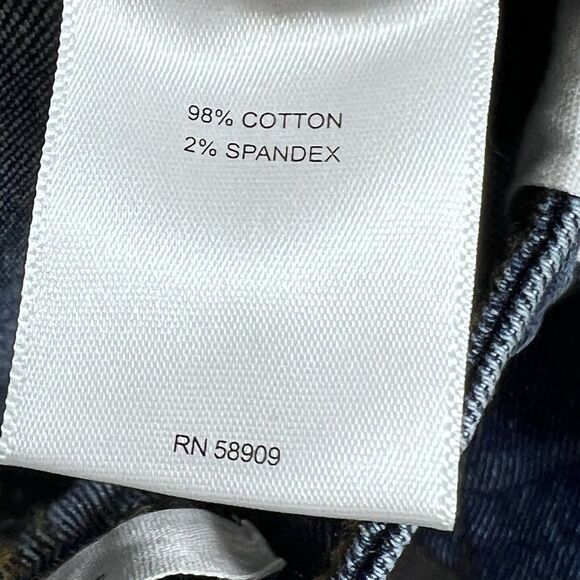 98% COTTON
2% SPANDEX
RN 58909